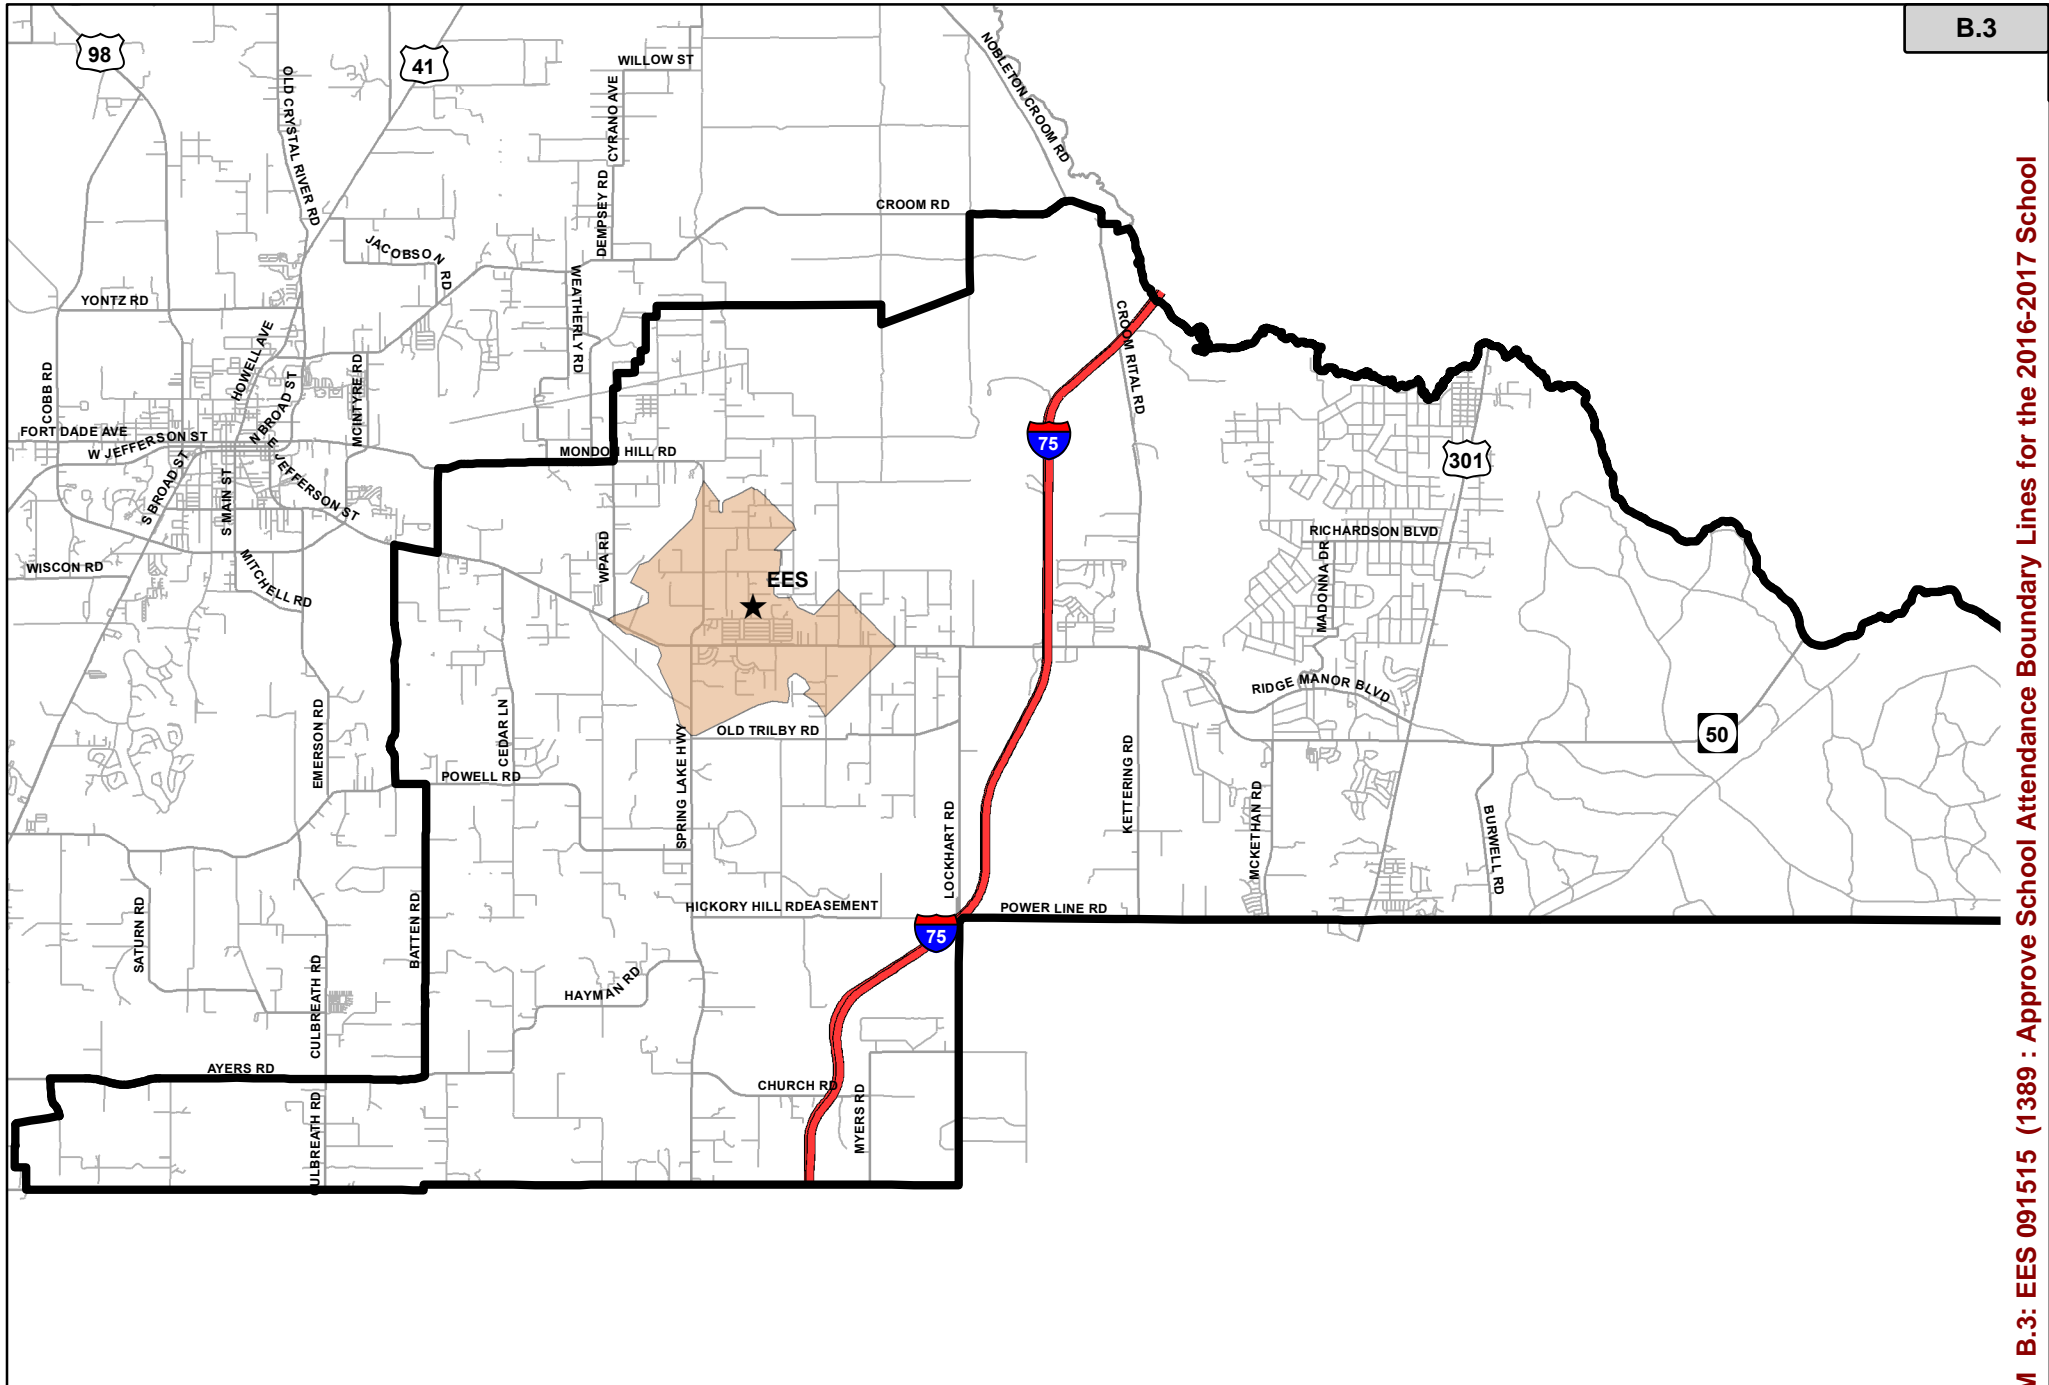 B.3
98
41
WILLOW ST
NOBLETON CROOM RD
OLD CRYSTAL RIVER RD
CYRANO AVE
DEMPSEY RD
CROOM RD
JACOBSON RD
WEATHERLY RD
YONTZ RD
CROOM RITAL RD
HOWELL AVE
COBB RD
N BROAD ST
MCINTYRE RD
FORT DADE AVE
W JEFFERSON ST
E JEFFERSON ST
75
301
MONDON HILL RD
S BROAD ST
S MAIN ST
RICHARDSON BLVD
MADONNA DR
WISCON RD
MITCHELL RD
WPA RD
EES
RIDGE MANOR BLVD
EMERSON RD
CEDAR LN
SPRING LAKE HWY
OLD TRILBY RD
50
POWELL RD
KETTERING RD
LOCKHART RD
MCKETHAN RD
BURWELL RD
SATURN RD
BATTEN RD
HICKORY HILL RD
EASEMENT
POWER LINE RD
75
CULBREATH RD
HAYMAN RD
AYERS RD
CHURCH RD
MYERS RD
ULBREATH RD
M B.3: EES 091515 (1389 : Approve School Attendance Boundary Lines for the 2016-2017 School